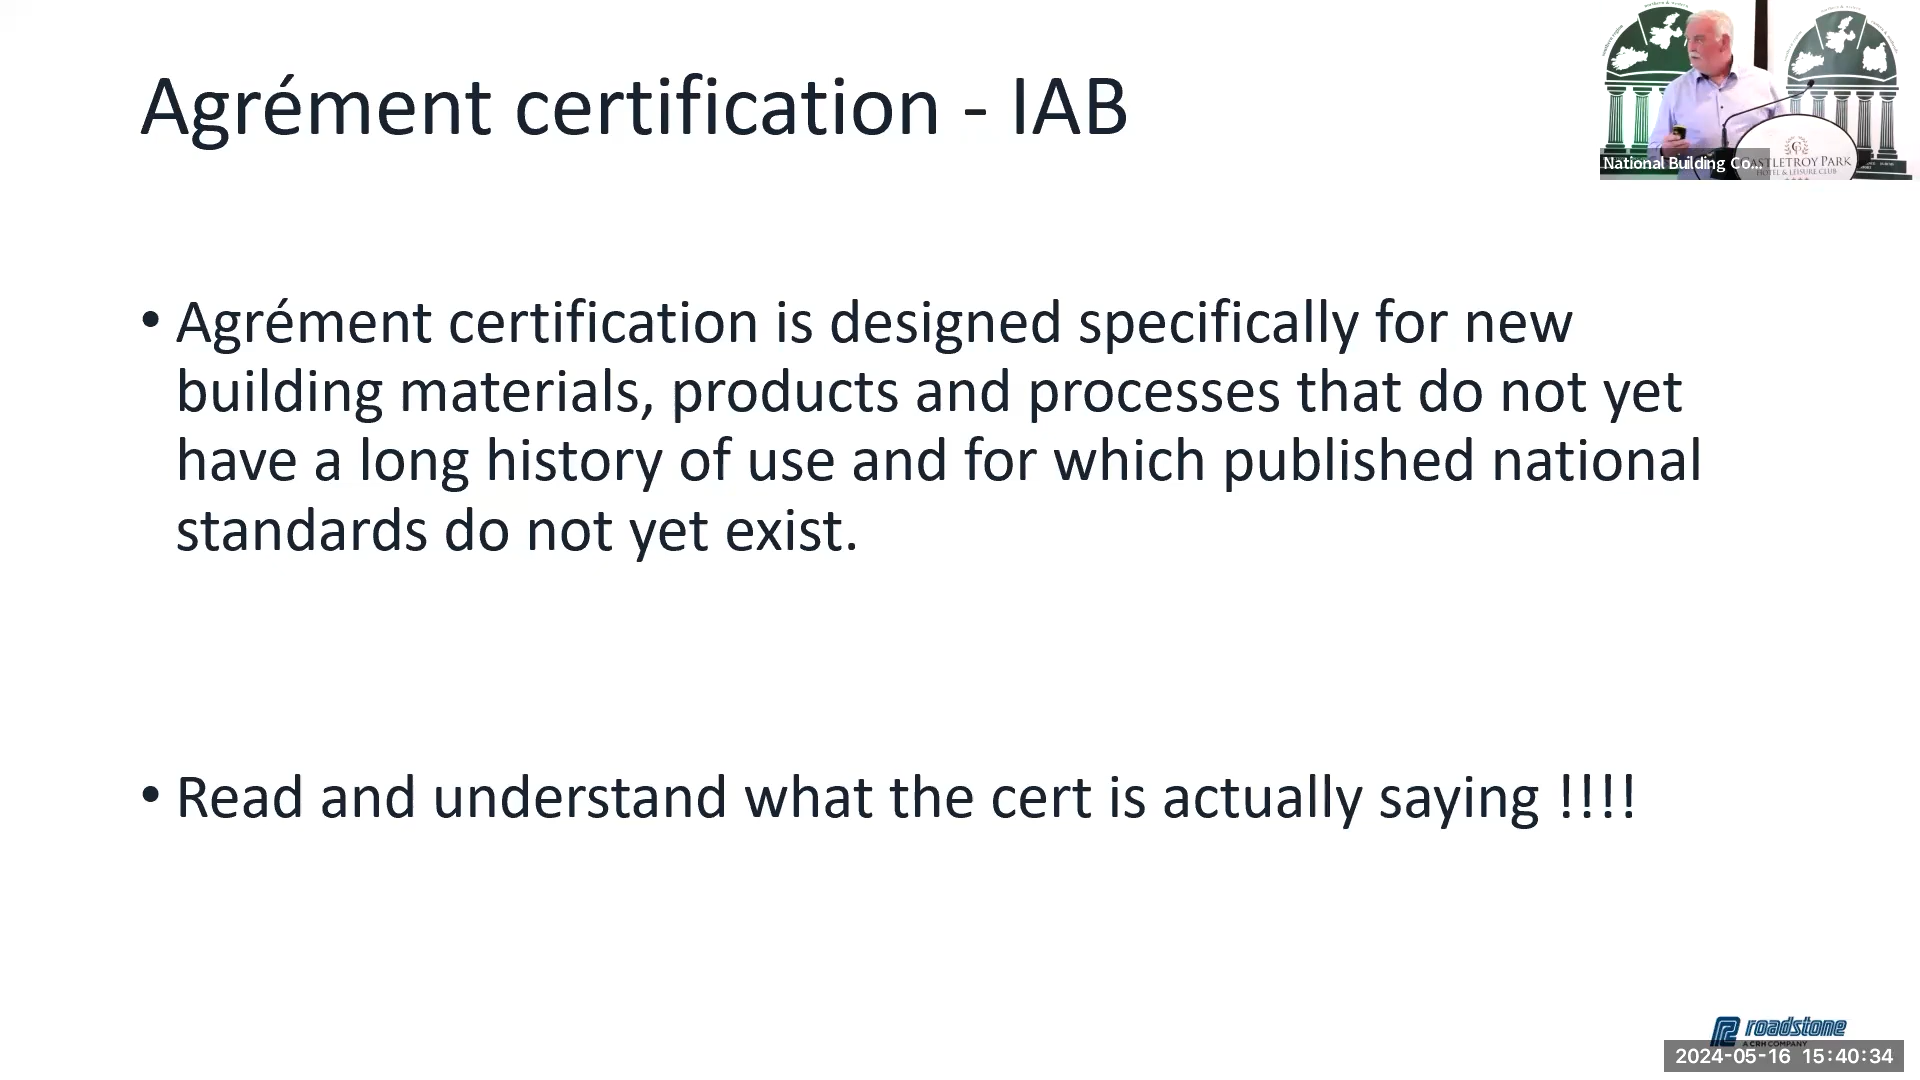 Agrément certification - IAB
• Agrément certification is designed specifically for new
building materials, products and processes that do not yet
have a long history of use and for which published national
standards do not yet exist.
• Read and understand what the cert is actually saying !!!!
National Building Co...
CASTLETROY PARK
HOTEL & LEISURE CLUB
roadstone
A CRH COMPANY
2024-05-16 15:40:34